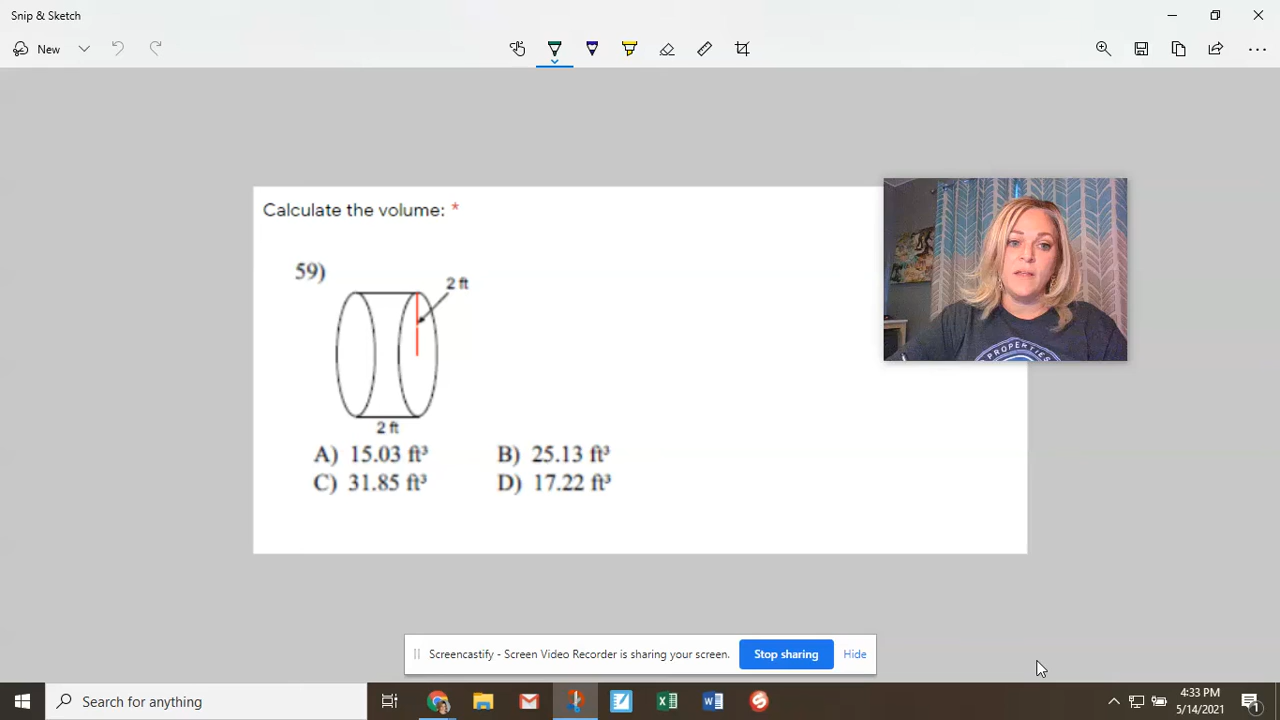 Snip & Sketch
New
Calculate the volume: *
59)
2 ft
2 ft
A) 15.03 ft³
B) 25.13 ft³
C) 31.85 ft³
D) 17.22 ft³
PROPERTIES
Screencastify - Screen Video Recorder is sharing your screen.
Stop sharing
Hide
Search for anything
4:33 PM
5/14/2021
1